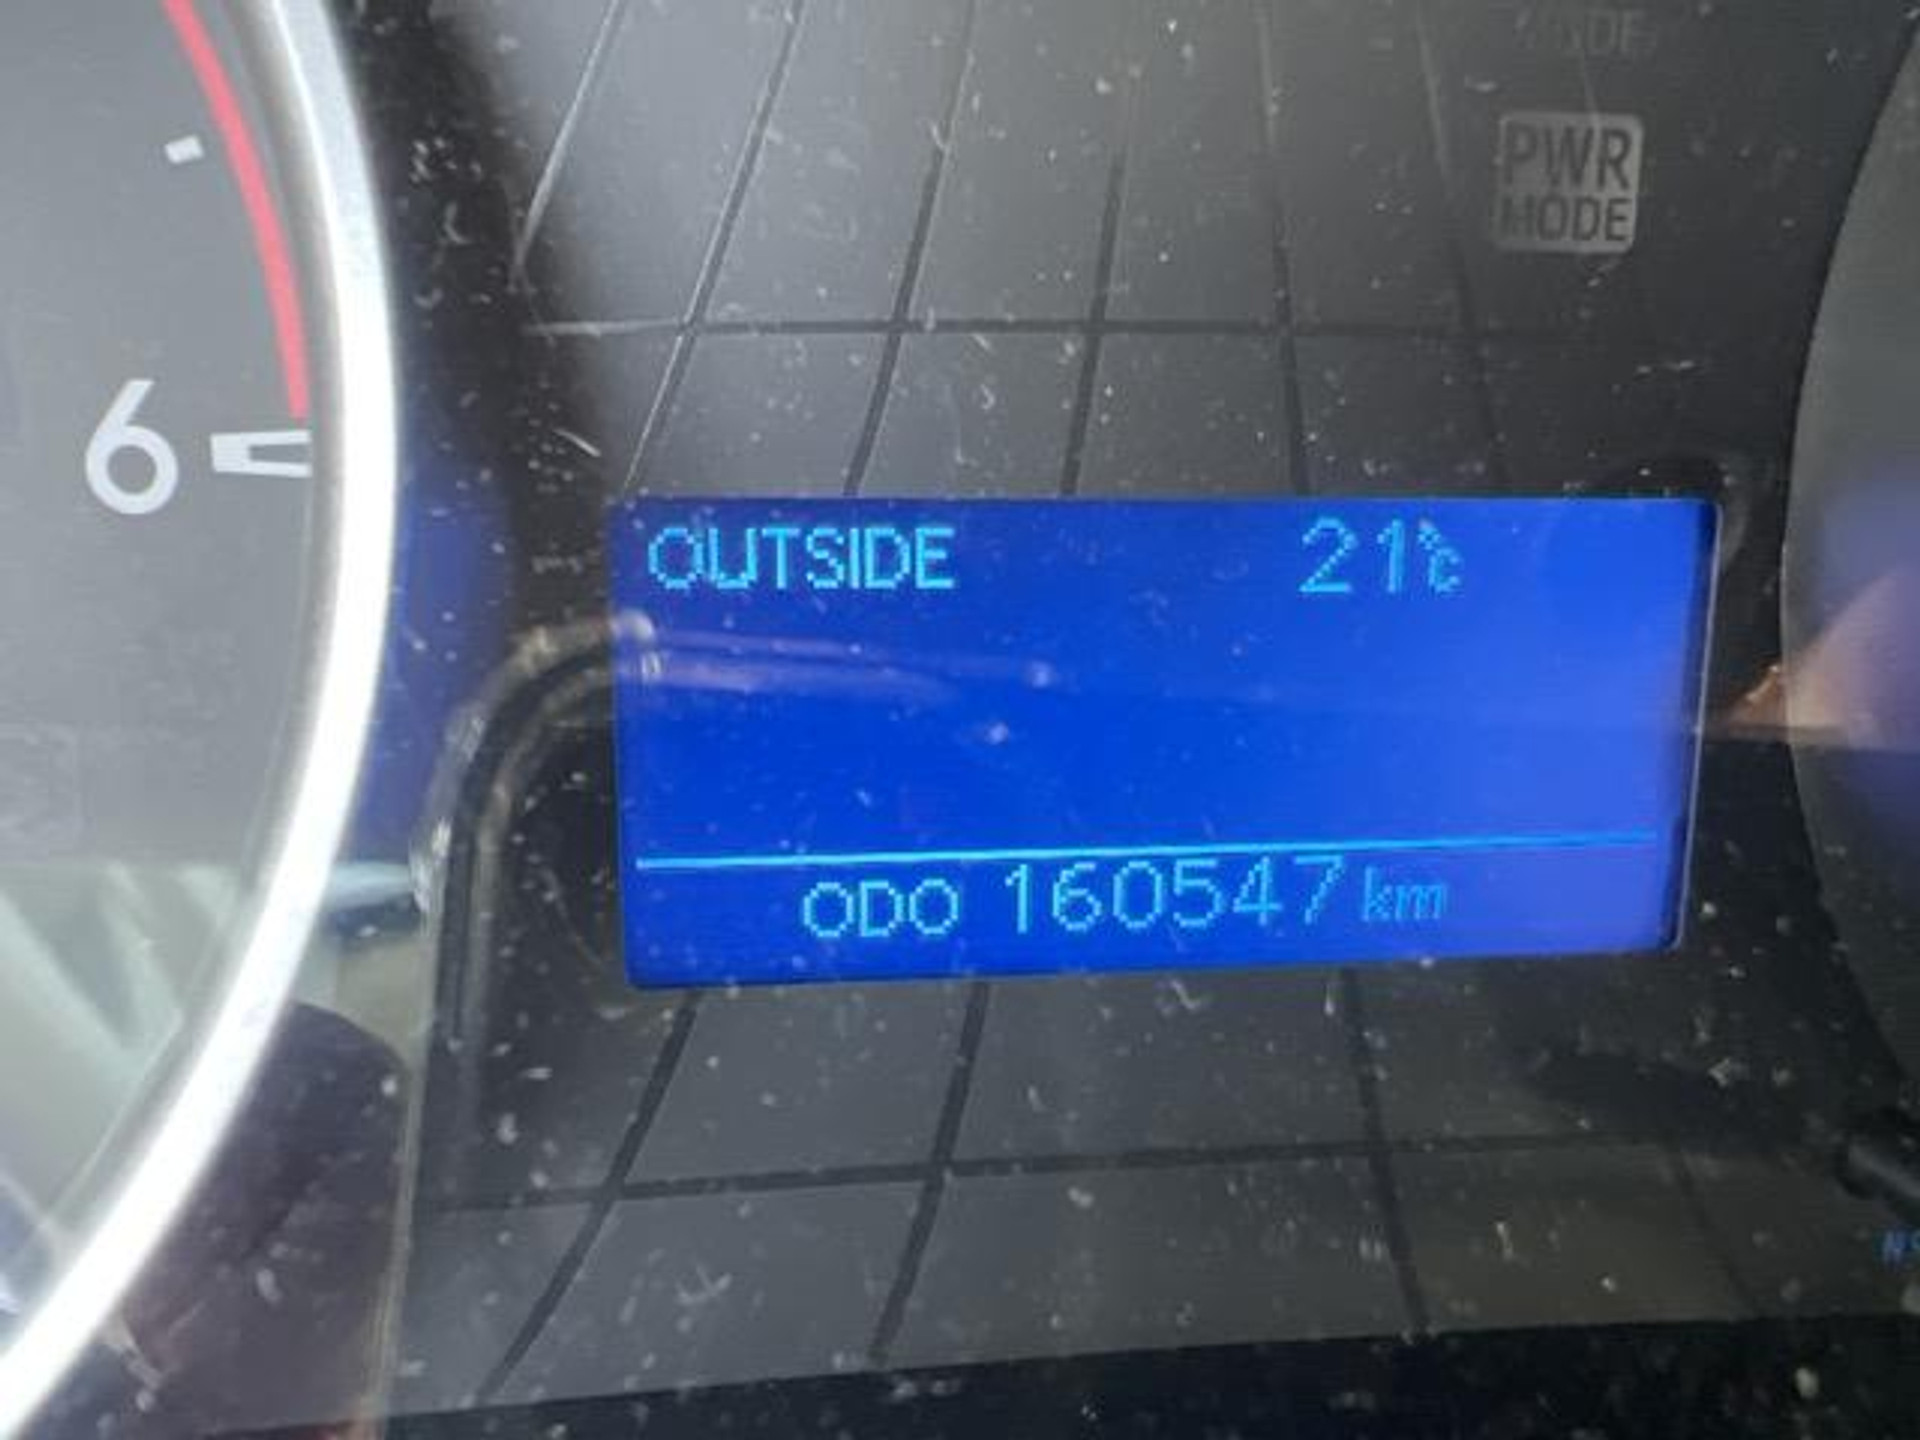 PWR
MODE
6
OUTSIDE 21℃
ODO 160547 km